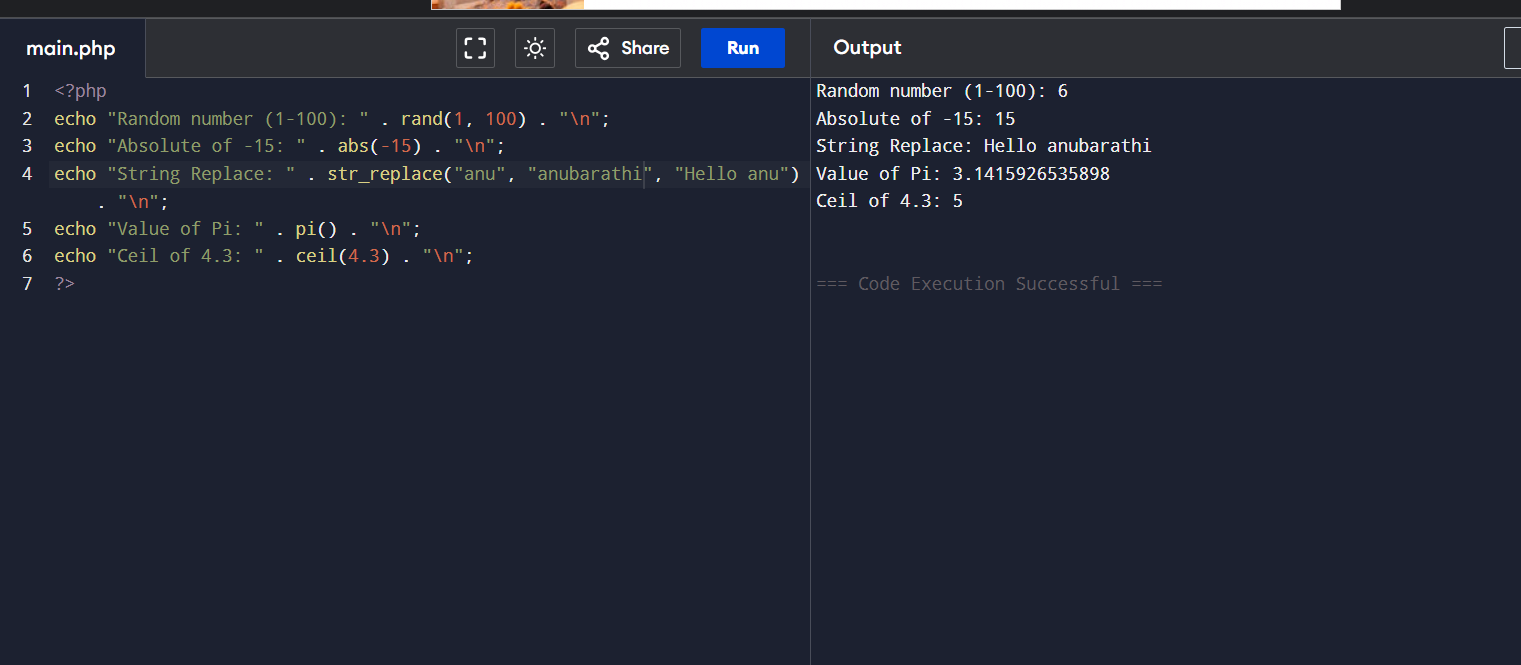 main.php
Share
Run
Output
1 <?php
2 echo "Random number (1-100): " . rand(1, 100) . "\n";
3 echo "Absolute of -15: " . abs(-15) . "\n";
4 echo "String Replace: " . str_replace("anu", "anubarathi", "Hello anu")
. "\n";
5 echo "Value of Pi: " . pi() . "\n";
6 echo "Ceil of 4.3: " . ceil(4.3) . "\n";
7 ?>
Random number (1-100): 6
Absolute of -15: 15
String Replace: Hello anubarathi
Value of Pi: 3.1415926535898
Ceil of 4.3: 5
=== Code Execution Successful ===